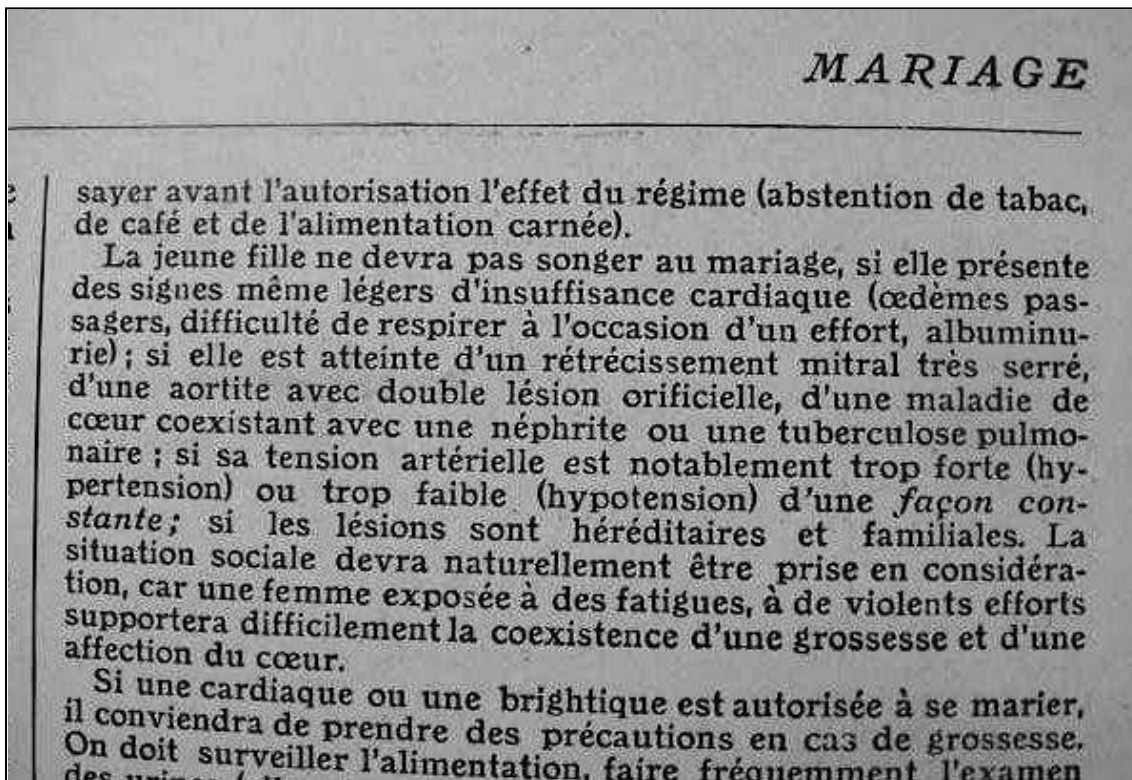 MARIAGE
sayer avant l'autorisation l'effet du régime (abstention de tabac,
de café et de l'alimentation carnée).
La jeune fille ne devra pas songer au mariage, si elle présente
des signes même légers d'insuffisance cardiaque (œdèmes pas-
sagers, difficulté de respirer à l'occasion d'un effort, albuminu-
rie) ; si elle est atteinte d'un rétrécissement mitral très serré,
d'une aortite avec double lésion orificielle, d'une maladie de
cœur coexistant avec une néphrite ou une tuberculose pulmo-
naire ; si sa tension artérielle est notablement trop forte (hy-
pertension) ou trop faible (hypotension) d'une façon con-
stante; si les lésions sont héréditaires et familiales. La
situation sociale devra naturellement être prise en considéra-
tion, car une femme exposée à des fatigues, à de violents efforts
supportera difficilement la coexistence d'une grossesse et d'une
affection du cœur.
Si une cardiaque ou une brightique est autorisée à se marier,
il conviendra de prendre des précautions en cas de grossesse.
On doit surveiller l'alimentation, faire fréquemment l'examen
des urines